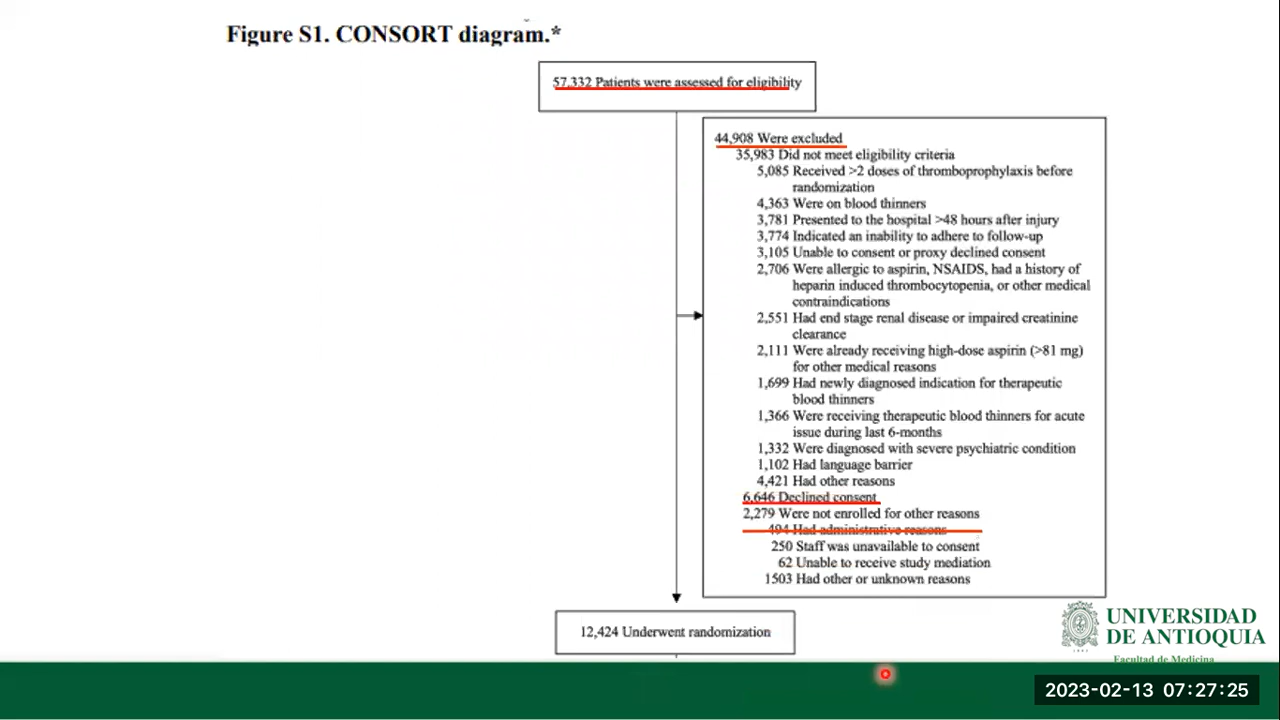 Figure S1. CONSORT diagram.*
57,332 Patients were assessed for eligibility
44,908 Were excluded
35,983 Did not meet eligibility criteria
5,085 Received >2 doses of thromboprophylaxis before
randomization
4,363 Were on blood thinners
3,781 Presented to the hospital >48 hours after injury
3,774 Indicated an inability to adhere to follow-up
3,105 Unable to consent or proxy declined consent
2,706 Were allergic to aspirin, NSAIDS, had a history of
heparin induced thrombocytopenia, or other medical
contraindications
2,551 Had end stage renal disease or impaired creatinine
clearance
2,111 Were already receiving high-dose aspirin (>81 mg)
for other medical reasons
1,699 Had newly diagnosed indication for therapeutic
blood thinners
1,366 Were receiving therapeutic blood thinners for acute
issue during last 6-months
1,332 Were diagnosed with severe psychiatric condition
1,102 Had language barrier
4,421 Had other reasons
6,646 Declined consent
2,279 Were not enrolled for other reasons
494 Had administrative reasons
250 Staff was unavailable to consent
62 Unable to receive study mediation
1503 Had other or unknown reasons
12,424 Underwent randomization
UNIVERSIDAD
DE ANTIOQUIA
Facultad de Medicina
2023-02-13 07:27:25